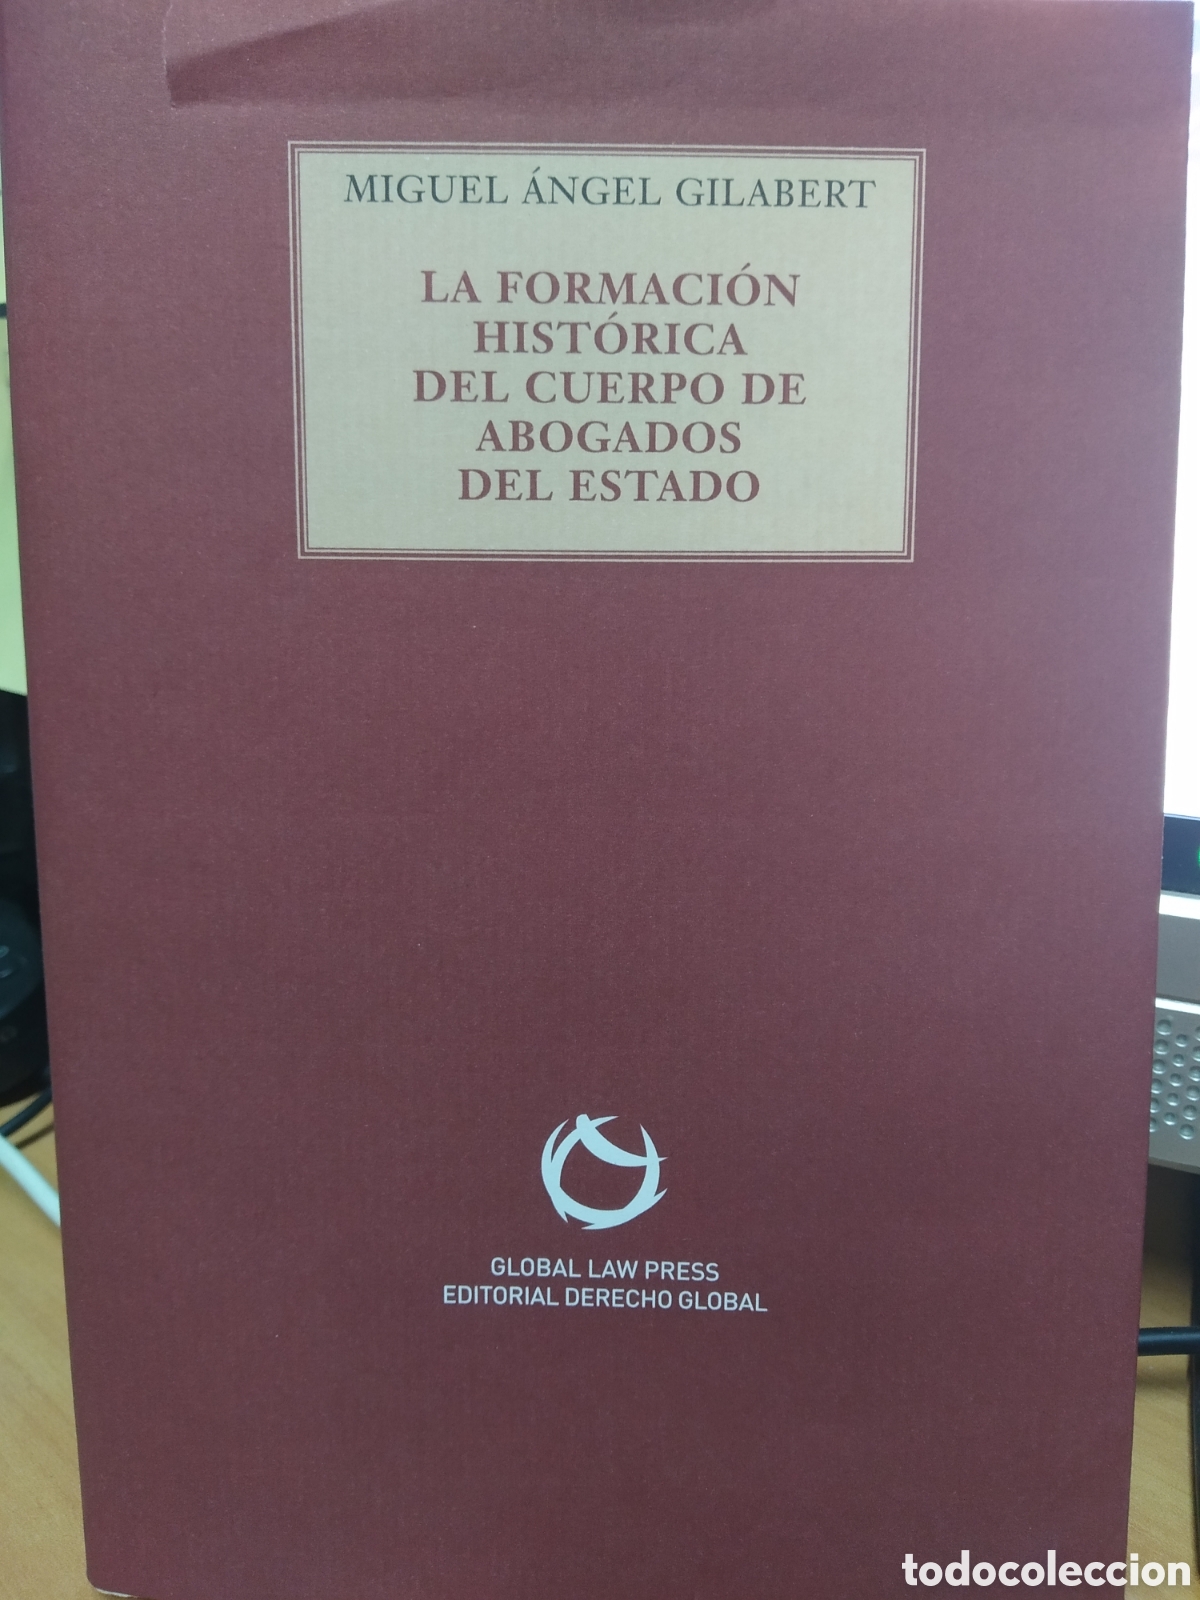 MIGUEL ÁNGEL GILABERT
LA FORMACIÓN
HISTÓRICA
DEL CUERPO DE
ABOGADOS
DEL ESTADO
GLOBAL LAW PRESS
EDITORIAL DERECHO GLOBAL
todocoleccion